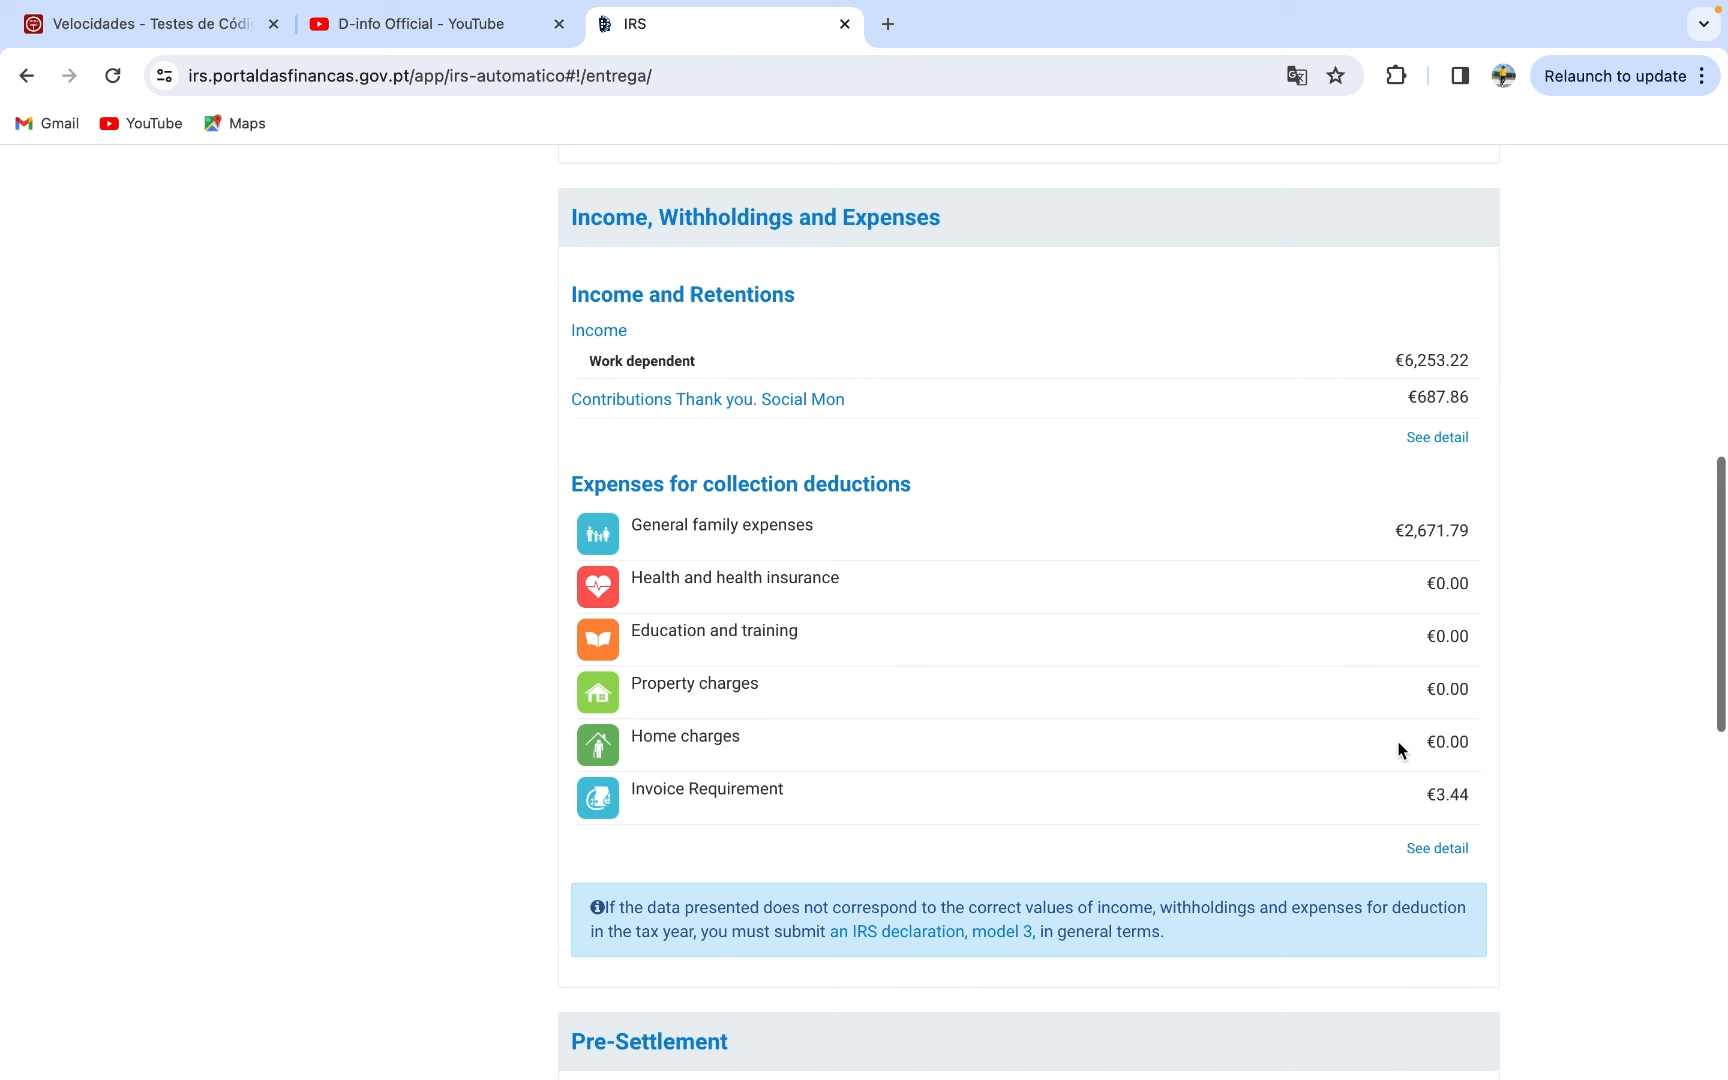 Velocidades - Testes de Códi
D-info Official - YouTube
IRS
irs.portaldasfinancas.gov.pt/app/irs-automatico#!/entrega/
Relaunch to update
Gmail
YouTube
Maps
Income, Withholdings and Expenses
Income and Retentions
Income
Work dependent €6,253.22
Contributions Thank you. Social Mon €687.86
See detail
Expenses for collection deductions
General family expenses €2,671.79
Health and health insurance €0.00
Education and training €0.00
Property charges €0.00
Home charges €0.00
Invoice Requirement €3.44
See detail
If the data presented does not correspond to the correct values of income, withholdings and expenses for deduction
in the tax year, you must submit an IRS declaration, model 3, in general terms.
Pre-Settlement